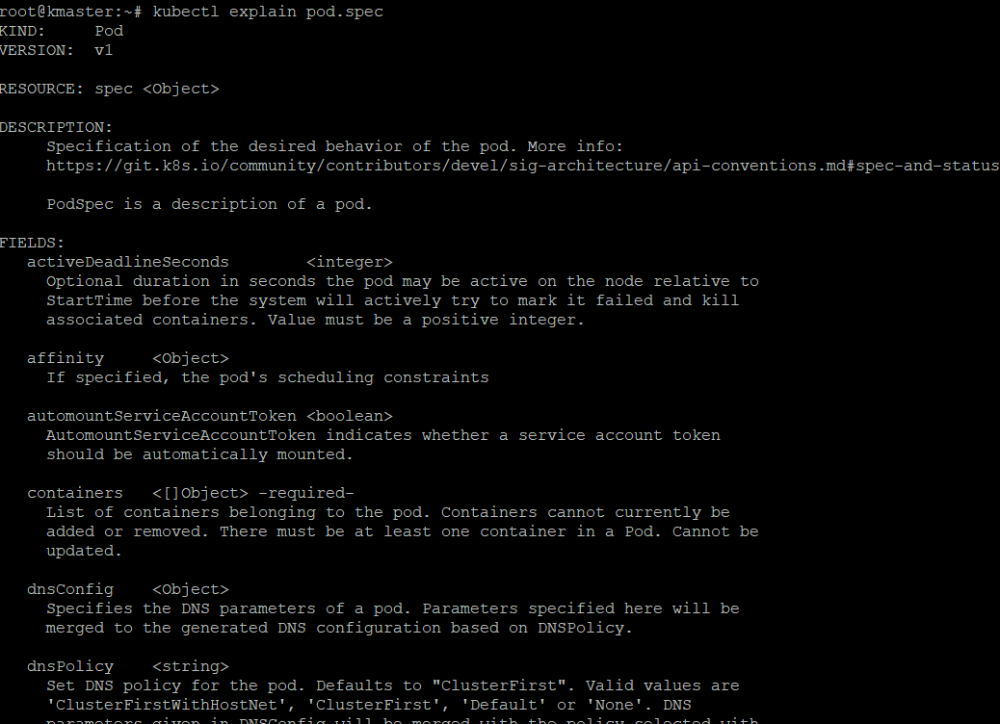 root@kmaster:~# kubectl explain pod.spec
KIND:     Pod
VERSION:  v1
RESOURCE: spec <Object>
DESCRIPTION:
     Specification of the desired behavior of the pod. More info:
     https://git.k8s.io/community/contributors/devel/sig-architecture/api-conventions.md#spec-and-status
     PodSpec is a description of a pod.
FIELDS:
   activeDeadlineSeconds        <integer>
     Optional duration in seconds the pod may be active on the node relative to
     StartTime before the system will actively try to mark it failed and kill
     associated containers. Value must be a positive integer.
   affinity     <Object>
     If specified, the pod's scheduling constraints
   automountServiceAccountToken <boolean>
     AutomountServiceAccountToken indicates whether a service account token
     should be automatically mounted.
   containers   <[]Object> -required-
     List of containers belonging to the pod. Containers cannot currently be
     added or removed. There must be at least one container in a Pod. Cannot be
     updated.
   dnsConfig    <Object>
     Specifies the DNS parameters of a pod. Parameters specified here will be
     merged to the generated DNS configuration based on DNSPolicy.
   dnsPolicy    <string>
     Set DNS policy for the pod. Defaults to "ClusterFirst". Valid values are
     'ClusterFirstWithHostNet', 'ClusterFirst', 'Default' or 'None'. DNS
     parameters given in DNSConfig will be merged with the policy selected with